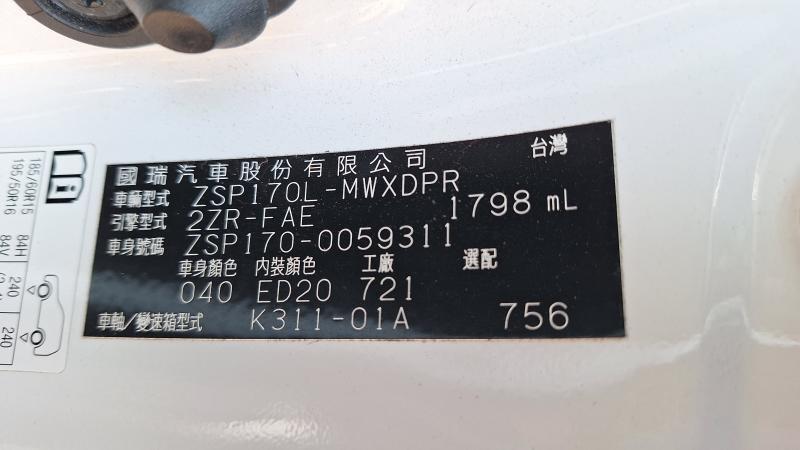 國瑞汽車股份有限公司 台灣
車輛型式 ZSP170L-MWXDPR
引擎型式 2ZR-FAE 1798 mL
車身號碼 ZSP170-0059311
車身顏色 內裝顏色 工廠 選配
040 ED20 721
車軸/變速箱型式 K311-01A 756
185/60R15 84H 240
195/50R16 84V 240